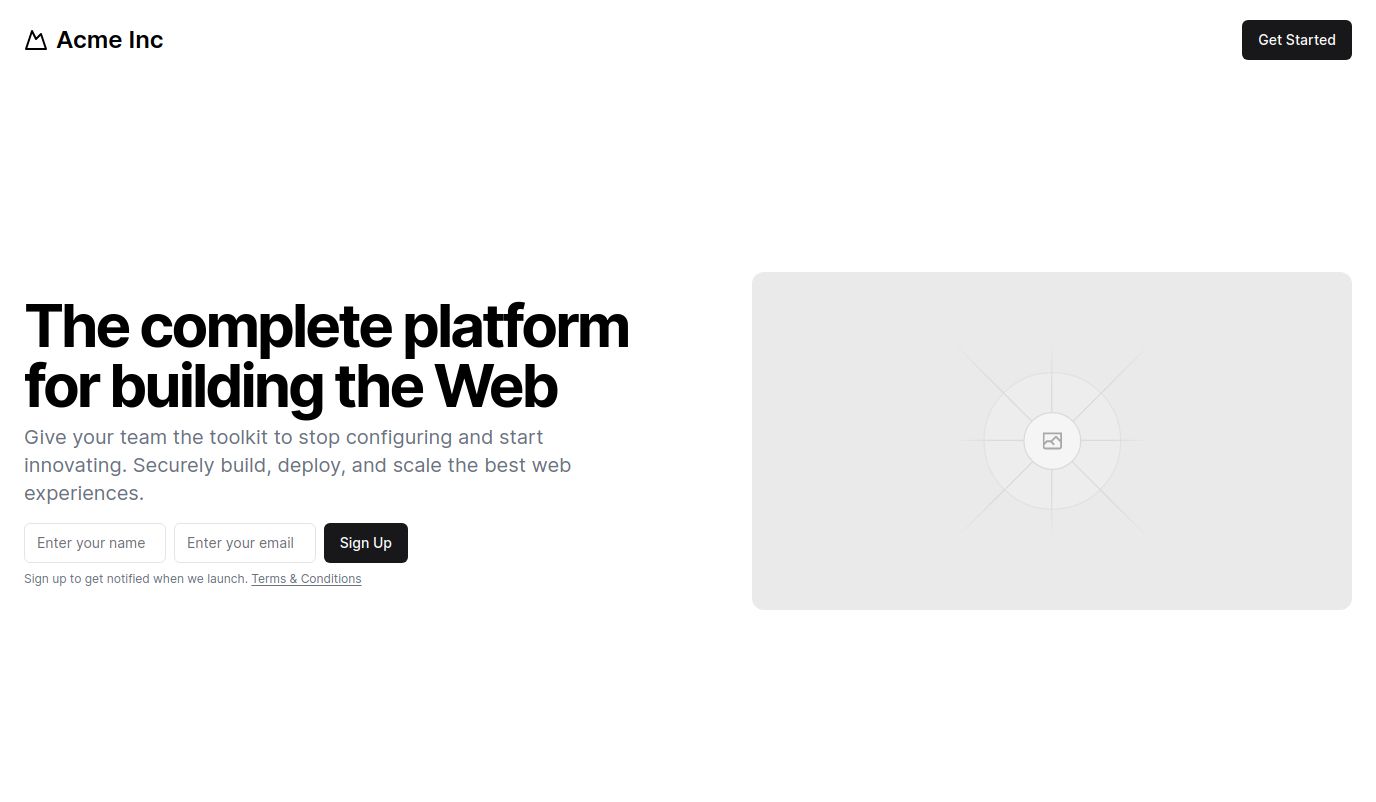 Acme Inc
Get Started
The complete platform
for building the Web
Give your team the toolkit to stop configuring and start
innovating. Securely build, deploy, and scale the best web
experiences.
Enter your name
Enter your email
Sign Up
Sign up to get notified when we launch. Terms & Conditions